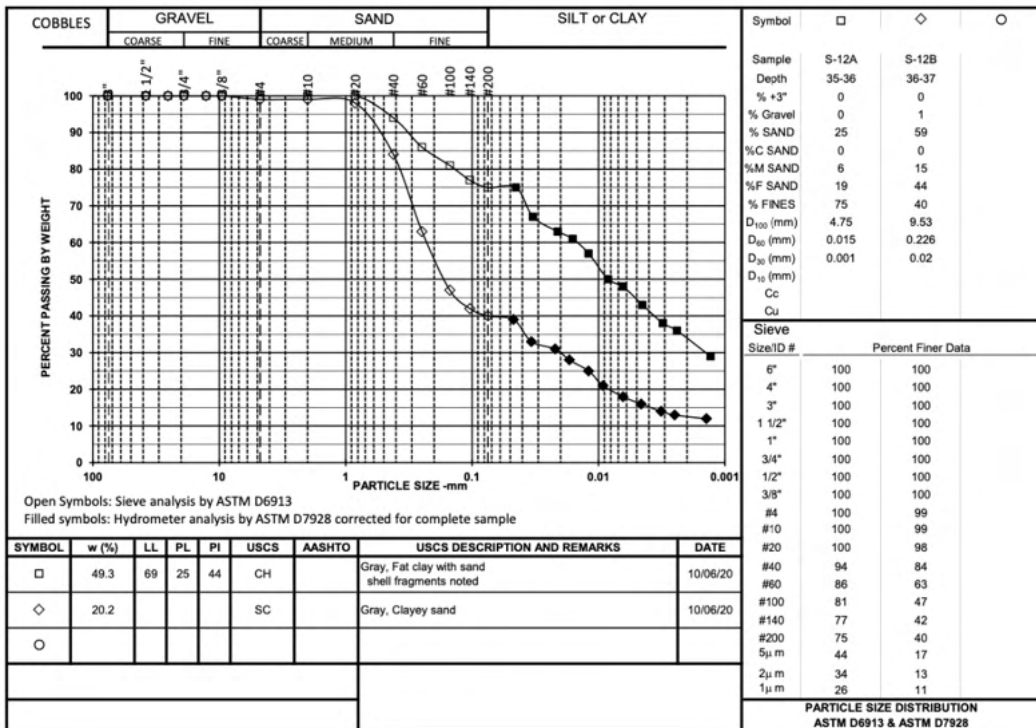 COBBLES GRAVEL SAND SILT or CLAY
COARSE FINE COARSE MEDIUM FINE
3" 1 1/2" 3/4" 3/8" #4 #10 #20 #40 #60 #100 #140 #200
PERCENT PASSING BY WEIGHT
100
90
80
70
60
50
40
30
20
10
0
100 10 1 0.1 0.01 0.001
PARTICLE SIZE -mm
Open Symbols: Sieve analysis by ASTM D6913
Filled symbols: Hydrometer analysis by ASTM D7928 corrected for complete sample
SYMBOL w (%) LL PL PI USCS AASHTO USCS DESCRIPTION AND REMARKS DATE
□ 49.3 69 25 44 CH Gray, Fat clay with sand 10/06/20
shell fragments noted
◇ 20.2 SC Gray, Clayey sand 10/06/20
○
Symbol □ ◇ ○
Sample S-12A S-12B
Depth 35-36 36-37
% +3" 0 0
% Gravel 0 1
% SAND 25 59
%C SAND 0 0
%M SAND 6 15
%F SAND 19 44
% FINES 75 40
D100 (mm) 4.75 9.53
D60 (mm) 0.015 0.226
D30 (mm) 0.001 0.02
D10 (mm)
Cc
Cu
Sieve
Size/ID # Percent Finer Data
6" 100 100
4" 100 100
3" 100 100
1 1/2" 100 100
1" 100 100
3/4" 100 100
1/2" 100 100
3/8" 100 100
#4 100 99
#10 100 99
#20 100 98
#40 94 84
#60 86 63
#100 81 47
#140 77 42
#200 75 40
5µ m 44 17
2µ m 34 13
1µ m 26 11
PARTICLE SIZE DISTRIBUTION
ASTM D6913 & ASTM D7928